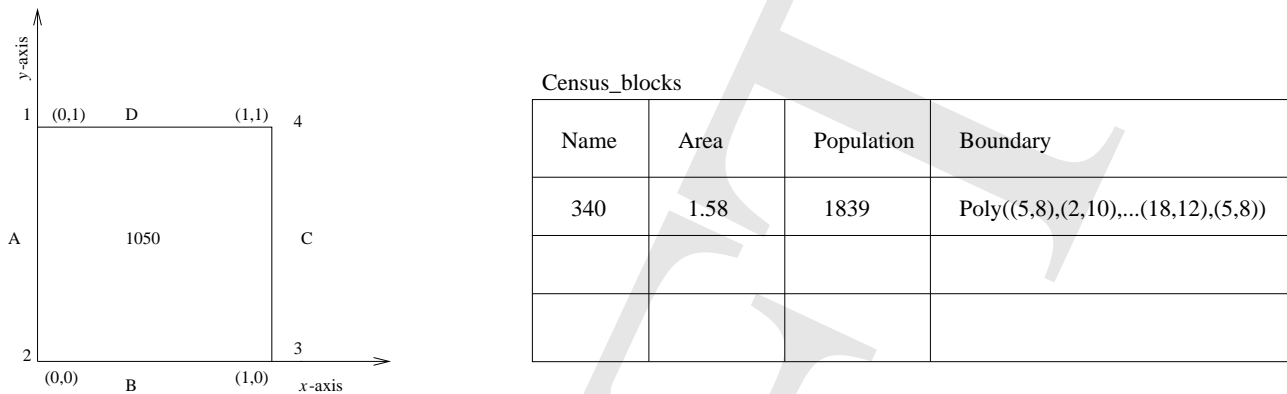 y-axis
1 (0,1) D (1,1) 4
A 1050 C
2 3
(0,0) B (1,0) x-axis
Census_blocks
Name Area Population Boundary
340 1.58 1839 Poly((5,8),(2,10),...(18,12),(5,8))